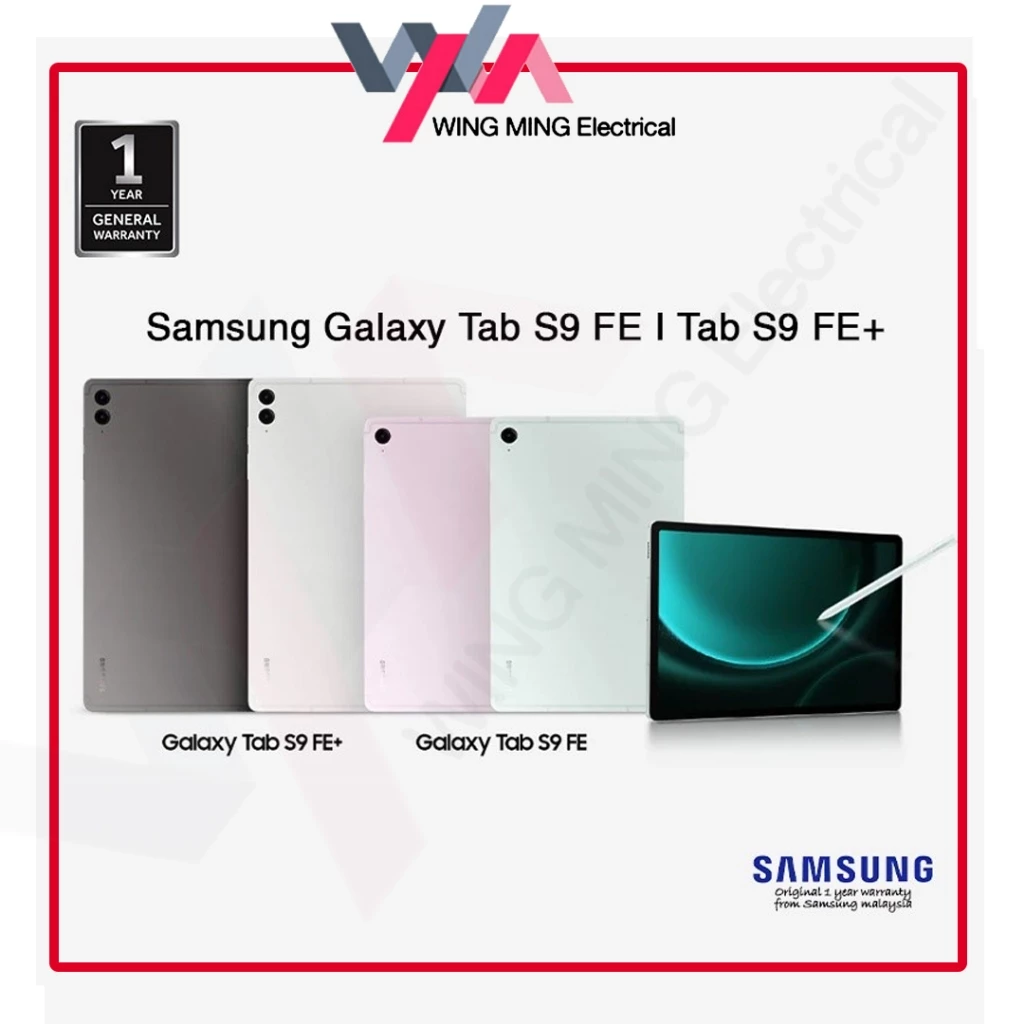 WING MING Electrical
1
YEAR
GENERAL
WARRANTY
Samsung Galaxy Tab S9 FE I Tab S9 FE+
Galaxy Tab S9 FE+
Galaxy Tab S9 FE
WING MING Electrical
SAMSUNG
Original 1 year warranty
from Samsung malaysia